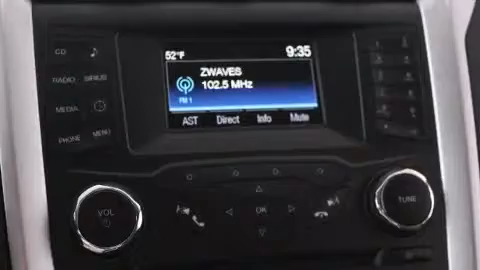 52°F 9:35
ZWAVES
102.5 MHz
FM 1
AST Direct Info Mute
CD
RADIO SIRIUS
MEDIA
PHONE MENU
VOL
OK
TUNE